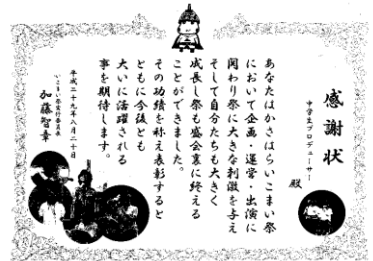 感謝状
中学生プロデューサー
殿
あなたはかさはらいこまい祭
において企画・運営・出演に
関わり祭に大きな刺激を与え
そして自分たちも大きく
成長し祭も盛会裏に終える
ことができました。
その功績を称え表彰すると
ともに今後とも
大いに活躍される
事を期待します。
平成二十九年八月二十日
いこまい祭実行委員長
加藤智章